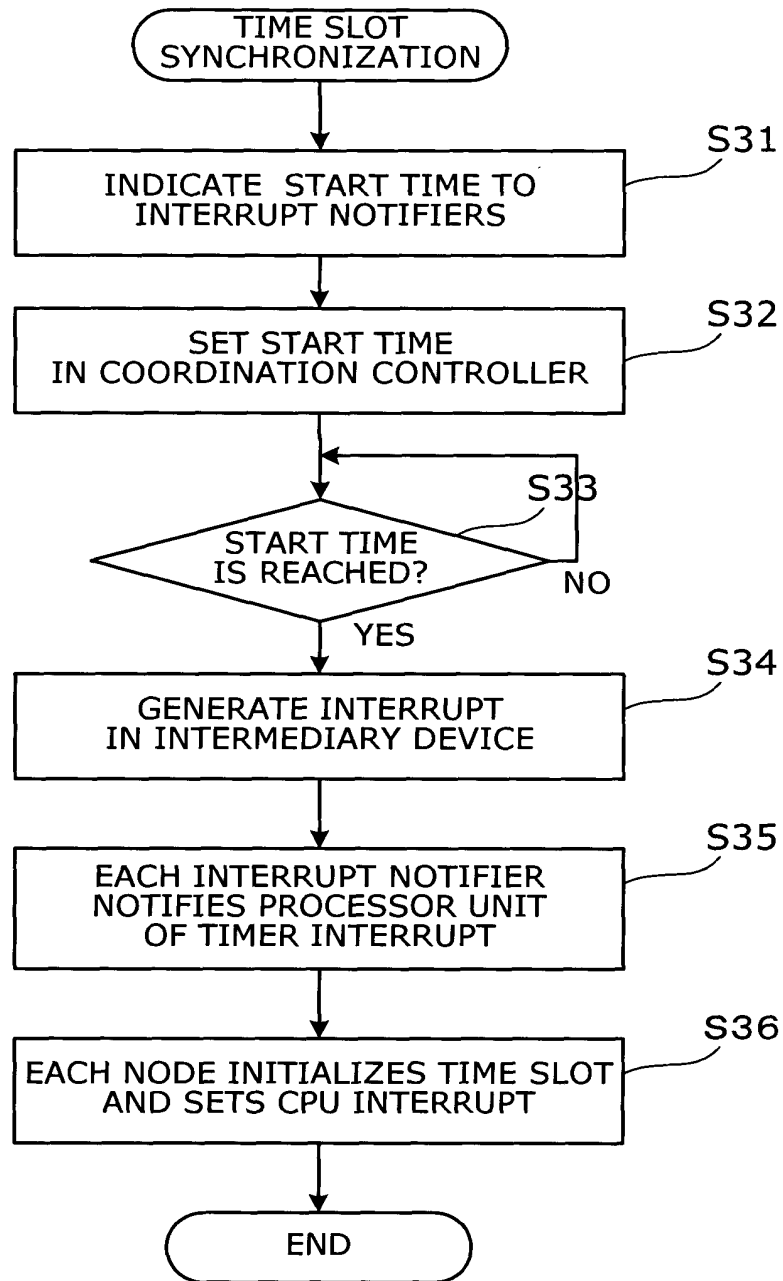 TIME SLOT
SYNCHRONIZATION
S31
INDICATE START TIME TO
INTERRUPT NOTIFIERS
S32
SET START TIME
IN COORDINATION CONTROLLER
S33
START TIME
IS REACHED?
NO
YES
S34
GENERATE INTERRUPT
IN INTERMEDIARY DEVICE
S35
EACH INTERRUPT NOTIFIER
NOTIFIES PROCESSOR UNIT
OF TIMER INTERRUPT
S36
EACH NODE INITIALIZES TIME SLOT
AND SETS CPU INTERRUPT
END